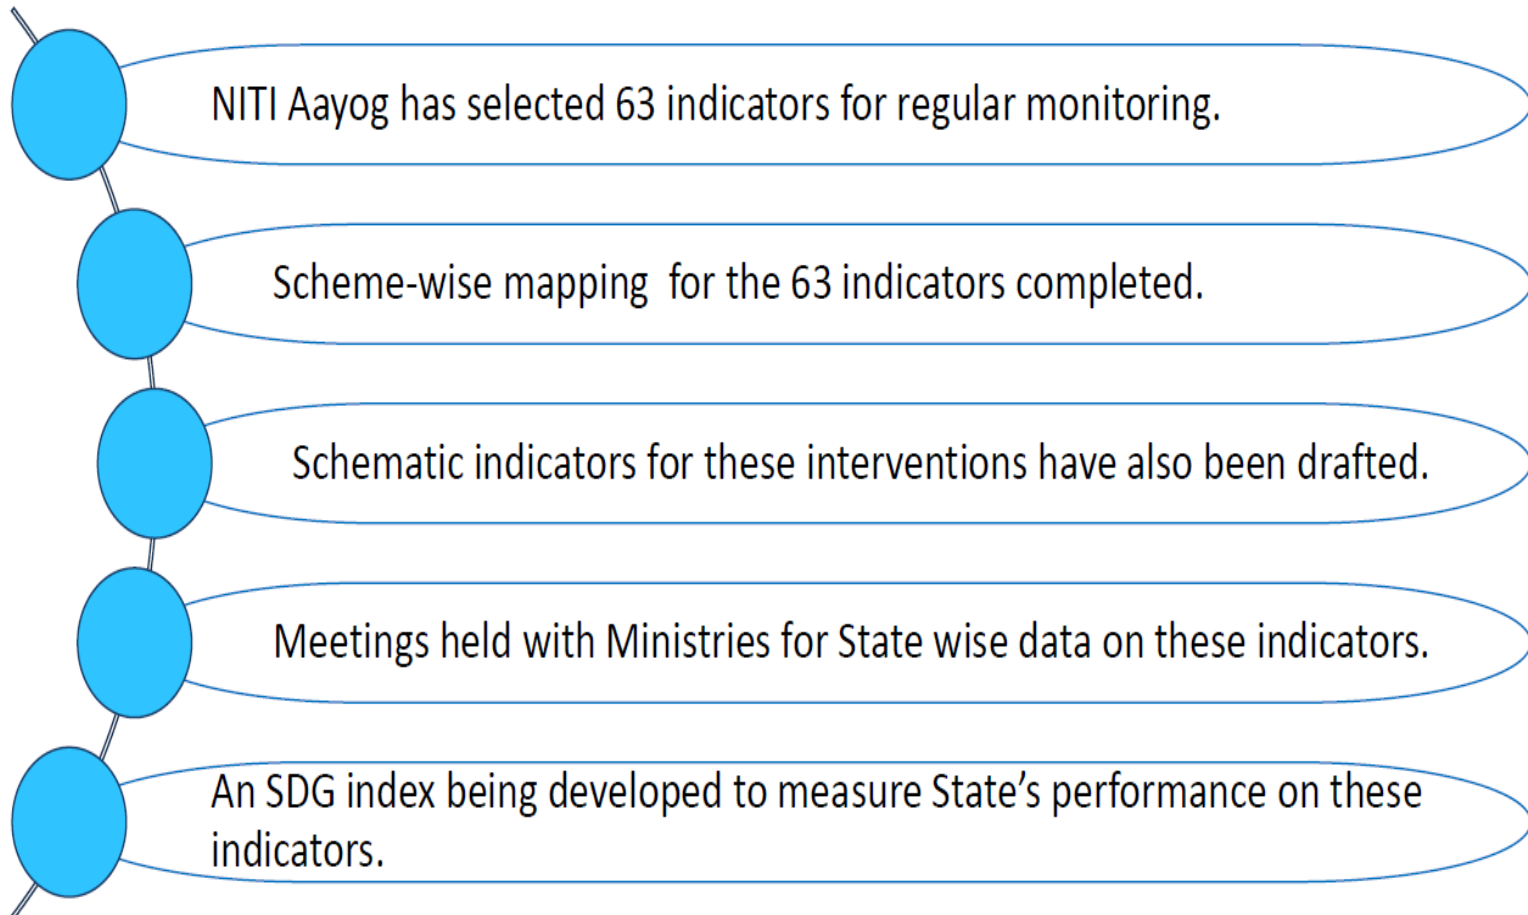 NITI Aayog has selected 63 indicators for regular monitoring.
Scheme-wise mapping for the 63 indicators completed.
Schematic indicators for these interventions have also been drafted.
Meetings held with Ministries for State wise data on these indicators.
An SDG index being developed to measure State’s performance on these
indicators.